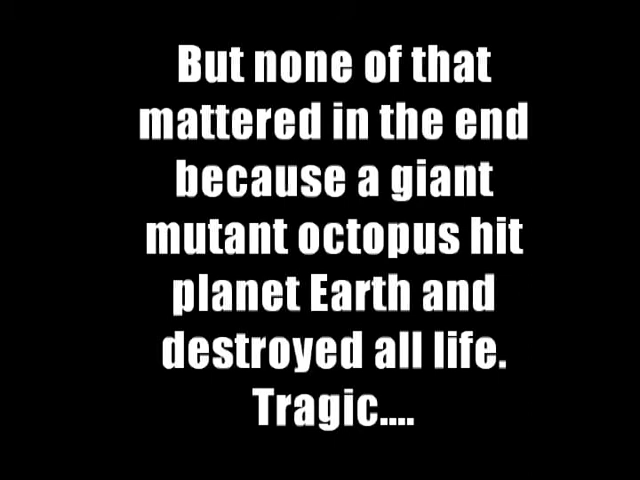 But none of that
mattered in the end
because a giant
mutant octopus hit
planet Earth and
destroyed all life.
Tragic....